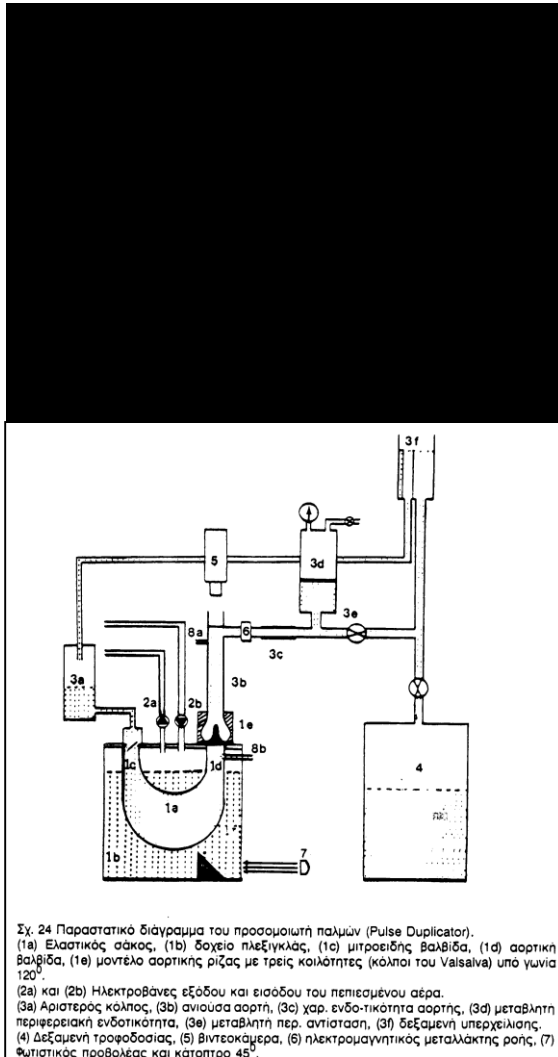 3f
5
3d
8a
6
3e
3c
3a
2a
2b
3b
1e
8b
1c
1d
4
1a
1b
7
Σχ. 24 Παραστατικό διάγραμμα του προσομοιωτή παλμών (Pulse Duplicator).
(1a) Ελαστικός σάκος, (1b) δοχείο πλεξιγκλάς, (1c) μιτροειδής βαλβίδα, (1d) αορτική
βαλβίδα, (1e) μοντέλο αορτικής ρίζας με τρείς κοιλότητες (κόλποι του Valsalva) υπό γωνία
120⁰.
(2a) και (2b) Ηλεκτροβάνες εξόδου και εισόδου του πεπιεσμένου αέρα.
(3a) Αριστερός κόλπος, (3b) ανιούσα αορτή, (3c) χαρ. ενδο-τικότητα αορτής, (3d) μεταβλητή
περιφερειακή ενδοτικότητα, (3e) μεταβλητή περ. αντίσταση, (3f) δεξαμενή υπερχείλισης.
(4) Δεξαμενή τροφοδοσίας, (5) βιντεοκάμερα, (6) ηλεκτρομαγνητικός μεταλλάκτης ροής, (7)
Φωτιστικός προβολέας και κάτοπτρο 45⁰.